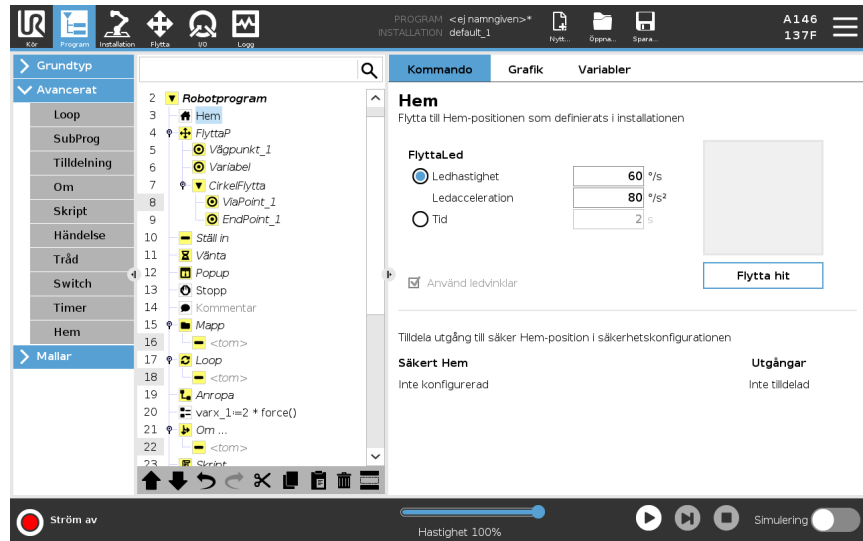 PROGRAM <ej namngiven>*
INSTALLATION default_1
Kör
Program
Installation
Flytta
I/O
Logg
Nytt...
Öppna...
Spara...
A146
137F
Grundtyp
Avancerat
Loop
SubProg
Tilldelning
Om
Skript
Händelse
Tråd
Switch
Timer
Hem
Mallar
2 Robotprogram
3 Hem
4 FlyttaP
5 Vägpunkt_1
6 Variabel
7 CirkelFlytta
8 ViaPoint_1
9 EndPoint_1
10 Ställ in
11 Vänta
12 Popup
13 Stopp
14 Kommentar
15 Mapp
16 <tom>
17 Loop
18 <tom>
19 Anropa
20 varx_1:=2 * force()
21 Om ...
22 <tom>
23 Skript
Kommando
Grafik
Variabler
Hem
Flytta till Hem-positionen som definierats i installationen
FlyttaLed
Ledhastighet 60 °/s
Ledacceleration 80 °/s²
Tid 2 s
Använd ledvinklar
Flytta hit
Tilldela utgång till säker Hem-position i säkerhetskonfigurationen
Säkert Hem
Utgångar
Inte konfigurerad
Inte tilldelad
Ström av
Hastighet 100%
Simulering